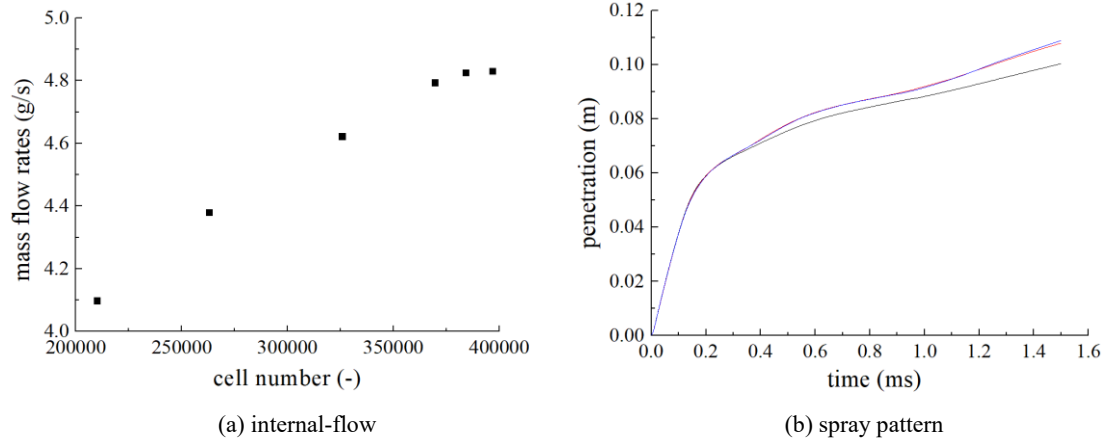 5.0
4.8
4.6
4.4
4.2
4.0
mass flow rates (g/s)
200000 250000 300000 350000 400000
cell number (-)
(a) internal-flow
0.12
0.10
0.08
0.06
0.04
0.02
0.00
penetration (m)
0.0 0.2 0.4 0.6 0.8 1.0 1.2 1.4 1.6
time (ms)
(b) spray pattern